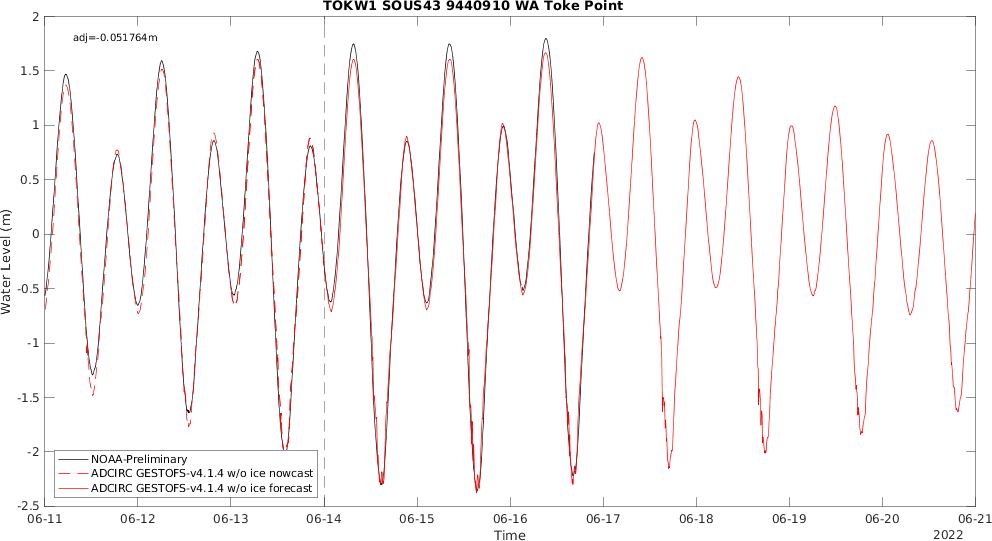 TOKW1 SOUS43 9440910 WA Toke Point
adj=-0.051764m
Water Level (m)
2
1.5
1
0.5
0
-0.5
-1
-1.5
-2
-2.5
NOAA-Preliminary
ADCIRC GESTOFS-v4.1.4 w/o ice nowcast
ADCIRC GESTOFS-v4.1.4 w/o ice forecast
06-11 06-12 06-13 06-14 06-15 06-16 06-17 06-18 06-19 06-20 06-21
Time
2022